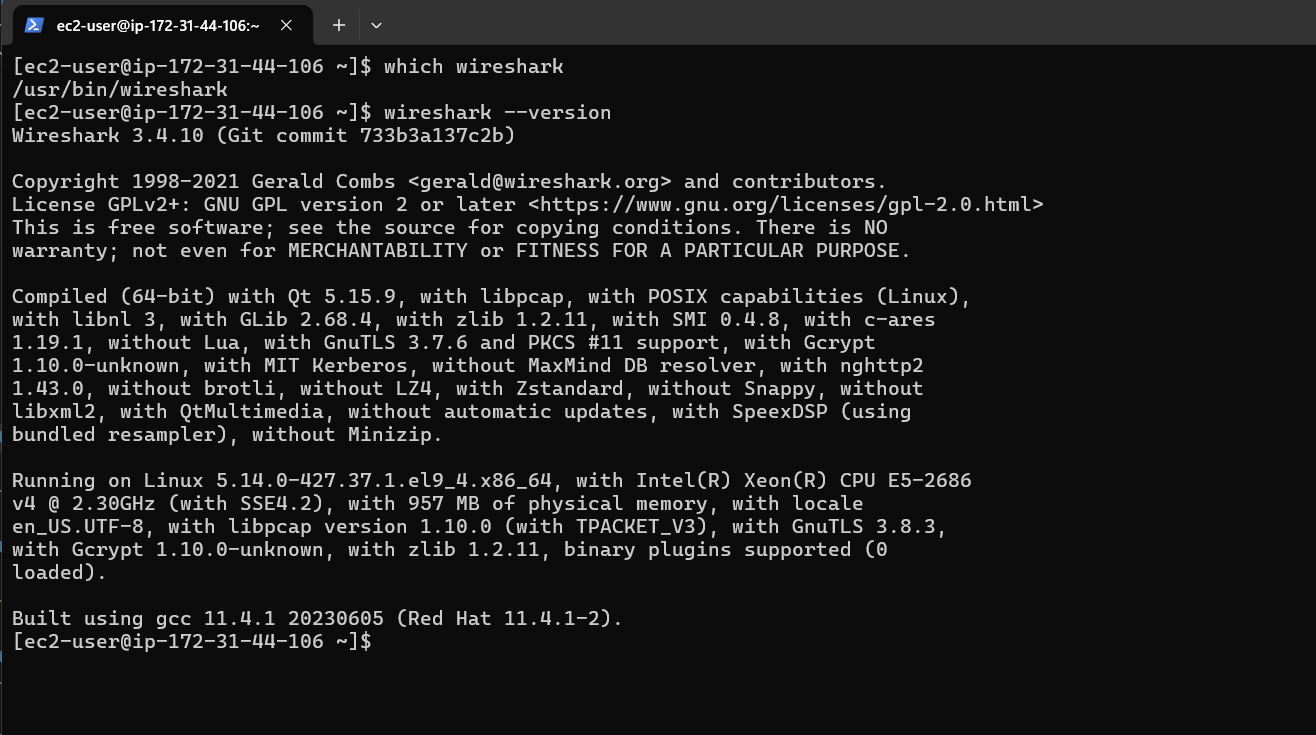 ec2-user@ip-172-31-44-106:~
[ec2-user@ip-172-31-44-106 ~]$ which wireshark
/usr/bin/wireshark
[ec2-user@ip-172-31-44-106 ~]$ wireshark --version
Wireshark 3.4.10 (Git commit 733b3a137c2b)
Copyright 1998-2021 Gerald Combs <gerald@wireshark.org> and contributors.
License GPLv2+: GNU GPL version 2 or later <https://www.gnu.org/licenses/gpl-2.0.html>
This is free software; see the source for copying conditions. There is NO
warranty; not even for MERCHANTABILITY or FITNESS FOR A PARTICULAR PURPOSE.
Compiled (64-bit) with Qt 5.15.9, with libpcap, with POSIX capabilities (Linux),
with libnl 3, with GLib 2.68.4, with zlib 1.2.11, with SMI 0.4.8, with c-ares
1.19.1, without Lua, with GnuTLS 3.7.6 and PKCS #11 support, with Gcrypt
1.10.0-unknown, with MIT Kerberos, without MaxMind DB resolver, with nghttp2
1.43.0, without brotli, without LZ4, with Zstandard, without Snappy, without
libxml2, with QtMultimedia, without automatic updates, with SpeexDSP (using
bundled resampler), without Minizip.
Running on Linux 5.14.0-427.37.1.el9_4.x86_64, with Intel(R) Xeon(R) CPU E5-2686
v4 @ 2.30GHz (with SSE4.2), with 957 MB of physical memory, with locale
en_US.UTF-8, with libpcap version 1.10.0 (with TPACKET_V3), with GnuTLS 3.8.3,
with Gcrypt 1.10.0-unknown, with zlib 1.2.11, binary plugins supported (0
loaded).
Built using gcc 11.4.1 20230605 (Red Hat 11.4.1-2).
[ec2-user@ip-172-31-44-106 ~]$